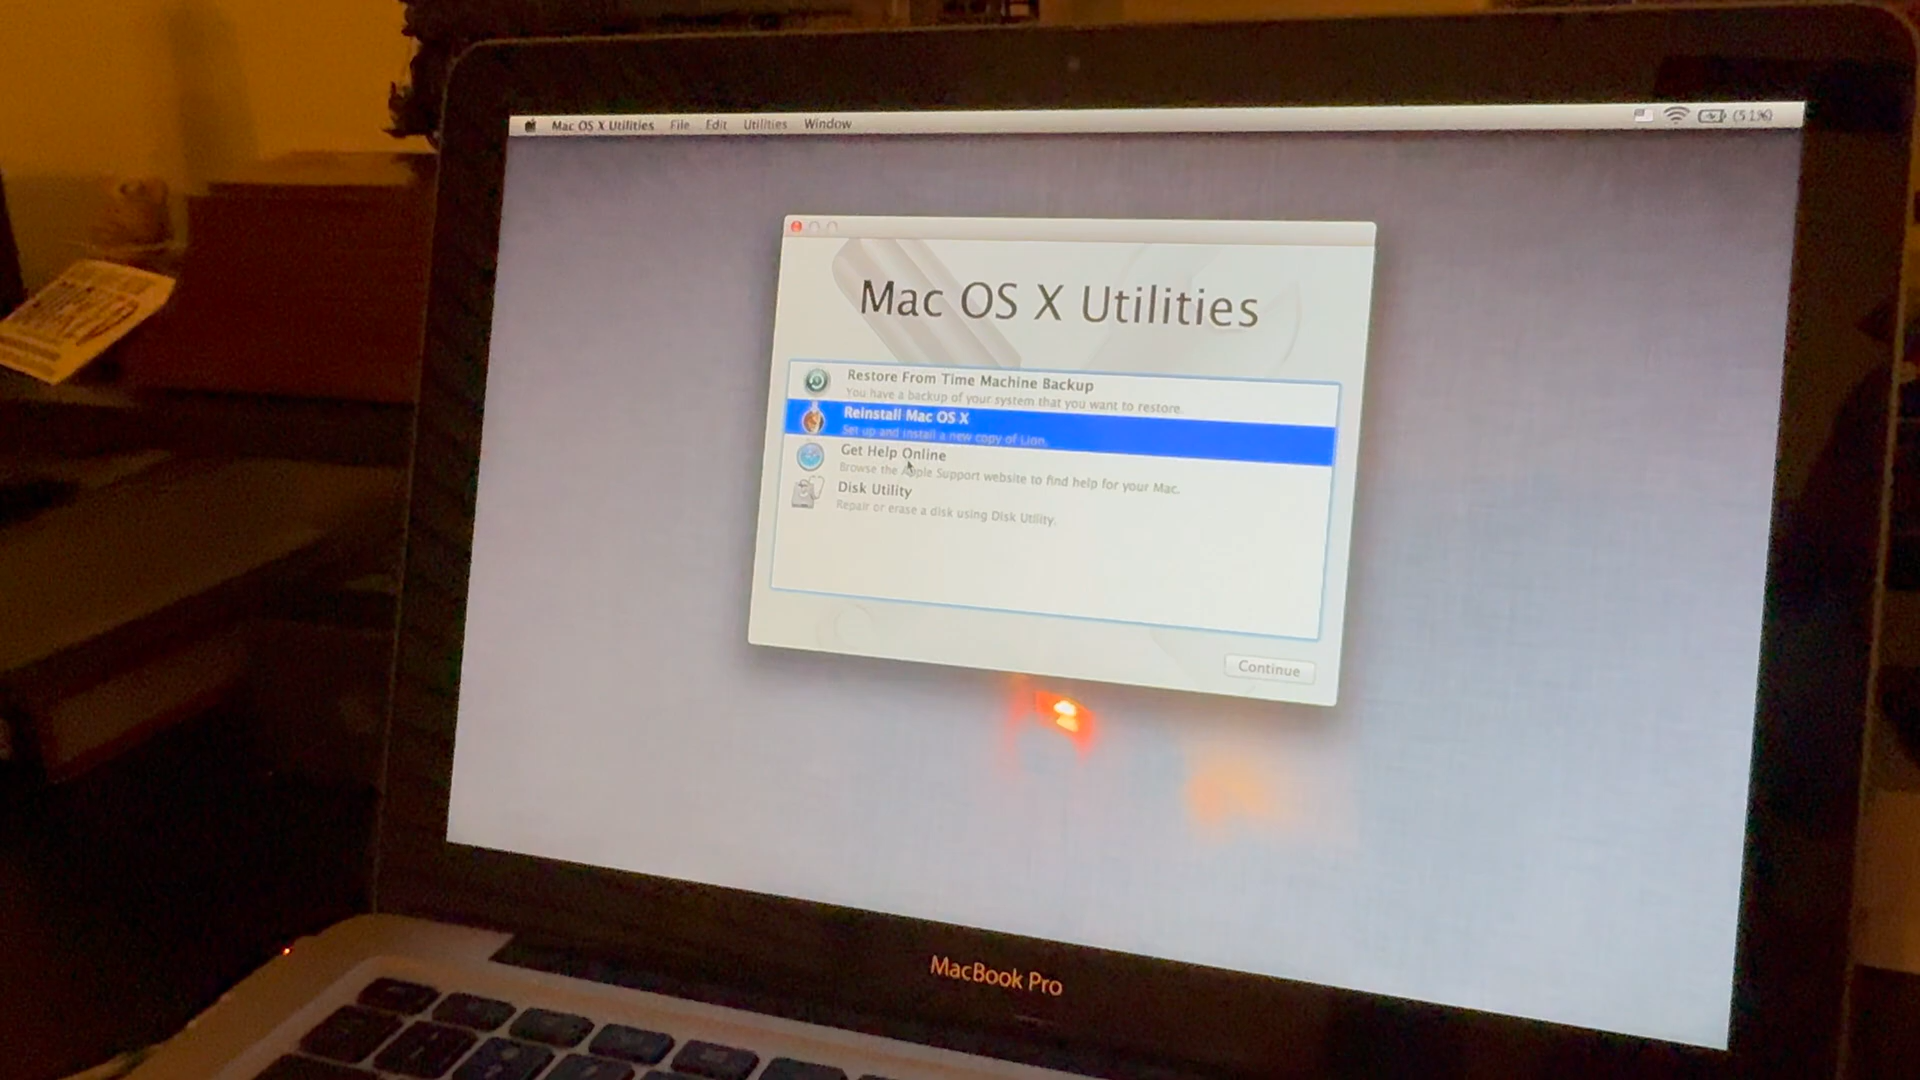 Mac OS X Utilities File Edit Utilities Window (51%)
Mac OS X Utilities
Restore From Time Machine Backup
You have a backup of your system that you want to restore.
Reinstall Mac OS X
Set up and install a new copy of Lion.
Get Help Online
Browse the Apple Support website to find help for your Mac.
Disk Utility
Repair or erase a disk using Disk Utility.
Continue
MacBook Pro